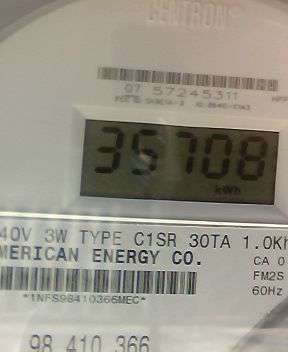 CENTRON®
07 57245311
35708
kWh
40V 3W TYPE C1SR 30TA 1.0Kh
MERICAN ENERGY CO.
CA 0
FM2S
60Hz
*1NFS98410366MEC*
98 410 366